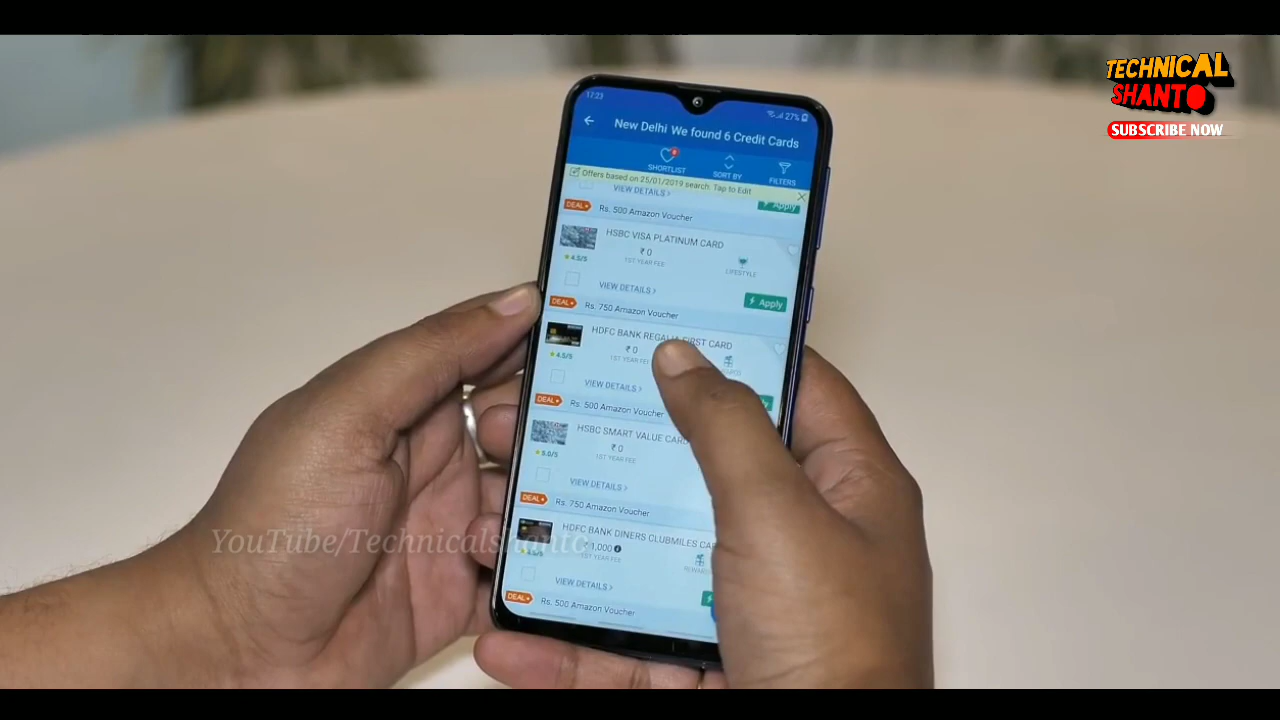 TECHNICAL
SHANTO
SUBSCRIBE NOW
17:23
27%
New Delhi We found 6 Credit Cards
SHORTLIST
SORT BY
FILTERS
Offers based on 25/01/2019 search. Tap to Edit
VIEW DETAILS >
Apply
DEAL
Rs. 500 Amazon Voucher
HSBC VISA PLATINUM CARD
₹ 0
1ST YEAR FEE
4.5/5
LIFESTYLE
VIEW DETAILS >
Apply
DEAL
Rs. 750 Amazon Voucher
HDFC BANK REGALIA FIRST CARD
₹ 0
1ST YEAR FEE
4.5/5
VIEW DETAILS >
DEAL
Rs. 500 Amazon Voucher
HSBC SMART VALUE CARD
₹ 0
1ST YEAR FEE
5.0/5
VIEW DETAILS >
DEAL
Rs. 750 Amazon Voucher
HDFC BANK DINERS CLUBMILES CA
1,000
1ST YEAR FEE
REWARD
VIEW DETAILS >
DEAL
Rs. 500 Amazon Voucher
YouTube/Technicalshanto